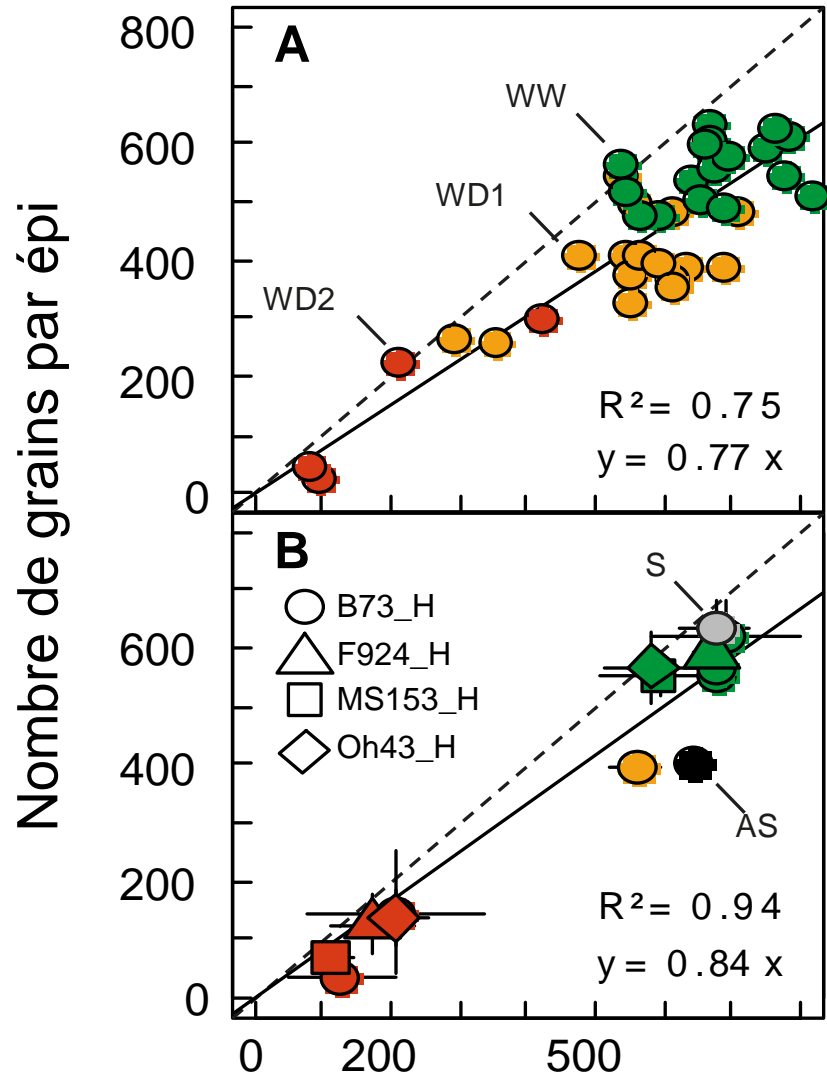 Nombre de grains par épi
A
800
600
400
200
0
WW
WD1
WD2
R²= 0.75
y = 0.77 x
B
B73_H
F924_H
MS153_H
Oh43_H
S
AS
600
400
200
0
R²= 0.94
y = 0.84 x
0 200 500